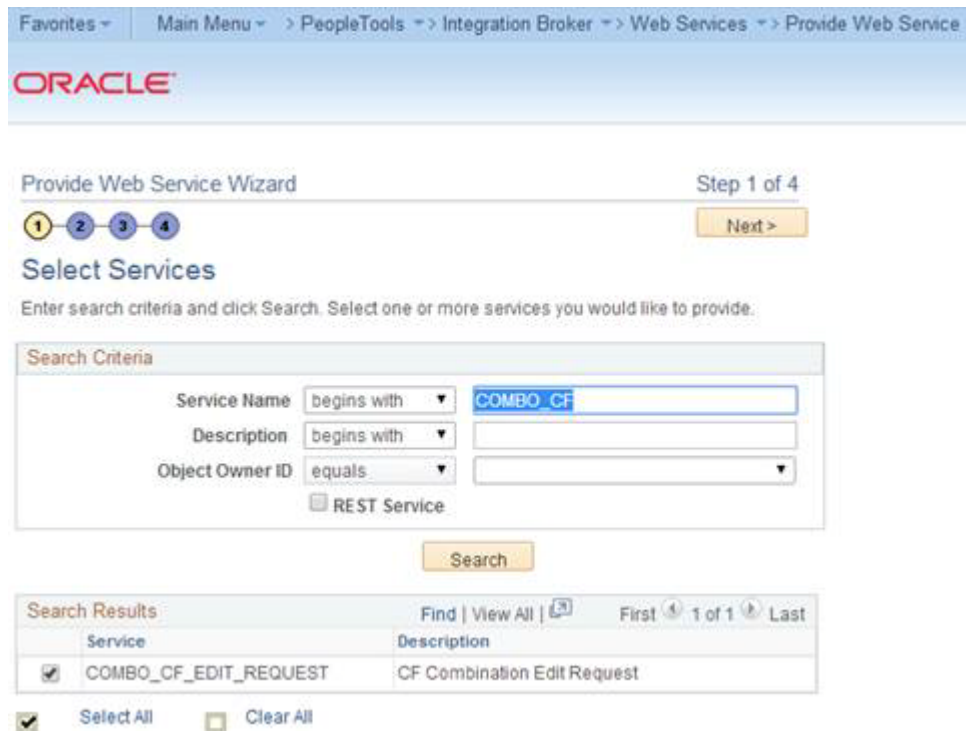 Favorites Main Menu > PeopleTools > Integration Broker > Web Services > Provide Web Service
ORACLE
Provide Web Service Wizard Step 1 of 4
1 2 3 4 Next >
Select Services
Enter search criteria and click Search. Select one or more services you would like to provide.
Search Criteria
Service Name begins with COMBO_CF
Description begins with
Object Owner ID equals
REST Service
Search
Search Results Find | View All | First 1 of 1 Last
Service Description
COMBO_CF_EDIT_REQUEST CF Combination Edit Request
Select All Clear All